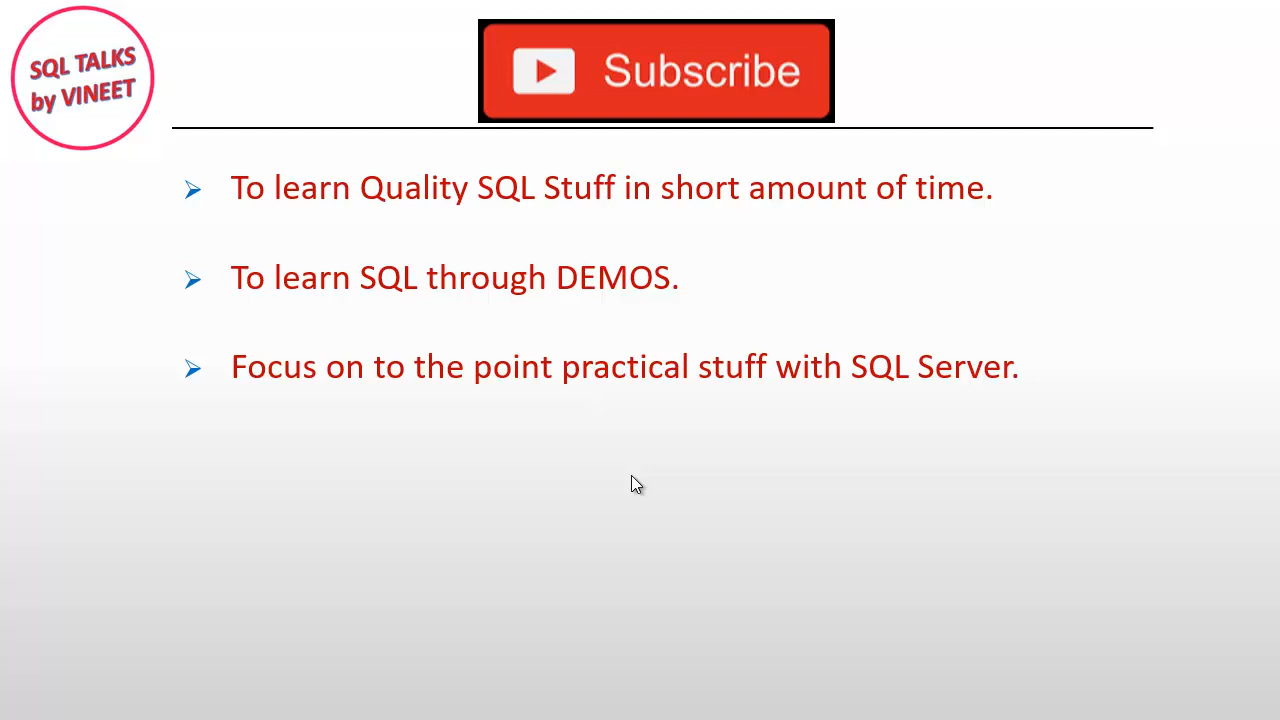 SQL TALKS
by VINEET
Subscribe
To learn Quality SQL Stuff in short amount of time.
To learn SQL through DEMOS.
Focus on to the point practical stuff with SQL Server.